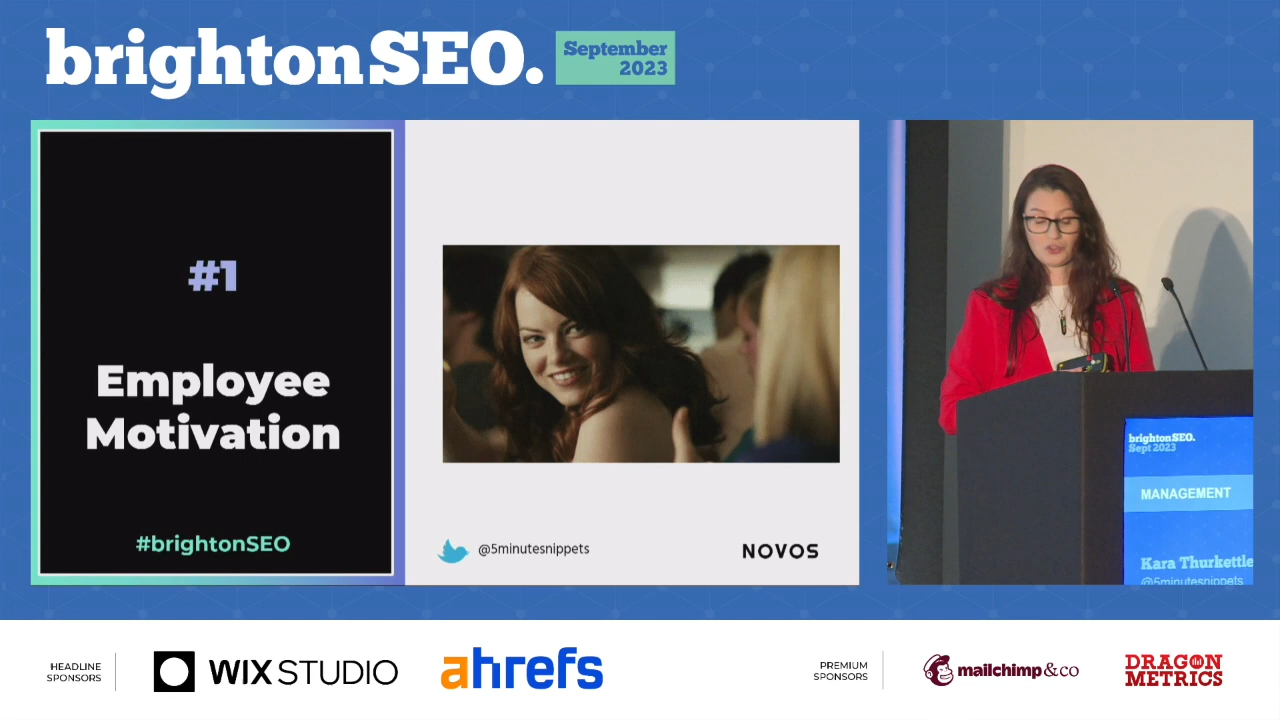 brightonSEO.
September
2023
#1
Employee
Motivation
#brightonSEO
@5minutesnippets
NOVOS
brightonSEO.
Sept 2023
MANAGEMENT
Kara Thurkettle
@5minutesnippets
HEADLINE
SPONSORS
WIX STUDIO
ahrefs
PREMIUM
SPONSORS
mailchimp&co
DRAGON
METRICS